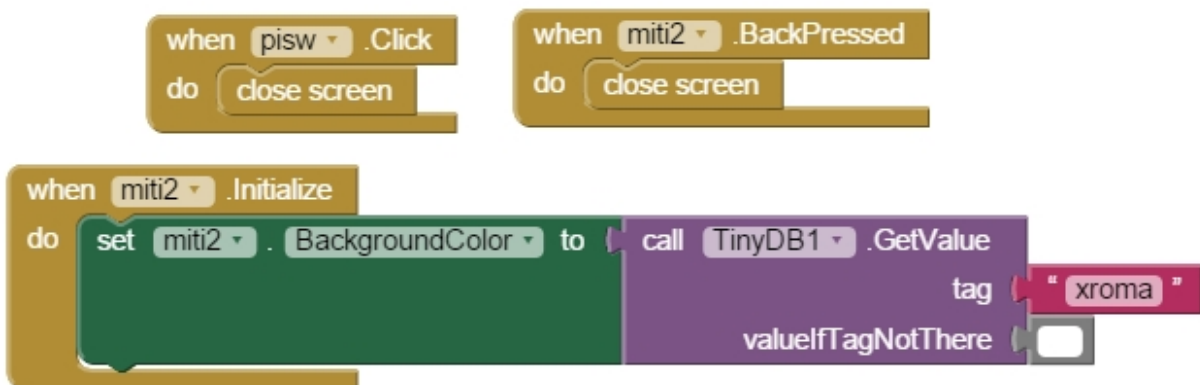 when pisw .Click
do close screen
when miti2 .BackPressed
do close screen
when miti2 .Initialize
do set miti2 . BackgroundColor to call TinyDB1 .GetValue
tag " xroma "
valueIfTagNotThere